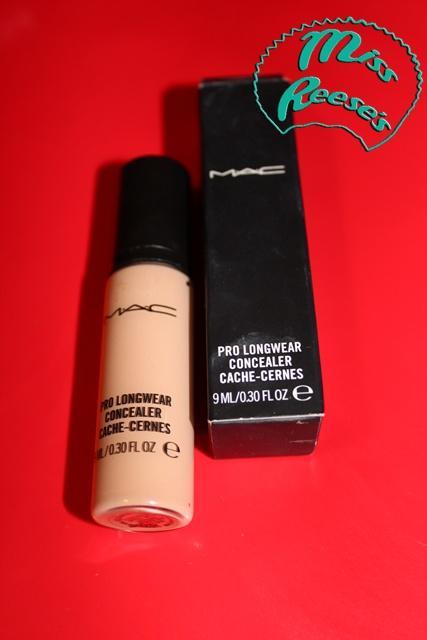 Miss
Reese's
MAC
PRO LONGWEAR
CONCEALER
CACHE-CERNES
9 ML/0.30 FL OZ e
MAC
PRO LONGWEAR
CONCEALER
CACHE-CERNES
ML/0.30 FL OZ e